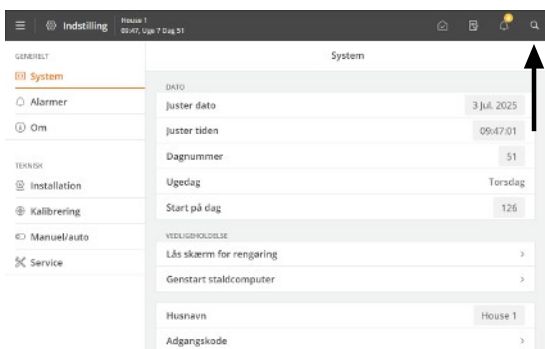 Indstilling
House 1
09:47, Uge 7 Dag 51
GENERELT
System
Alarmer
Om
TEKNISK
Installation
Kalibrering
Manuel/auto
Service
System
DATO
Juster dato 3 Jul. 2025
Juster tiden 09:47:01
Dagnummer 51
Ugedag Torsdag
Start på dag 126
VEDLIGEHOLDELSE
Lås skærm for rengøring
Genstart staldcomputer
Husnavn House 1
Adgangskode